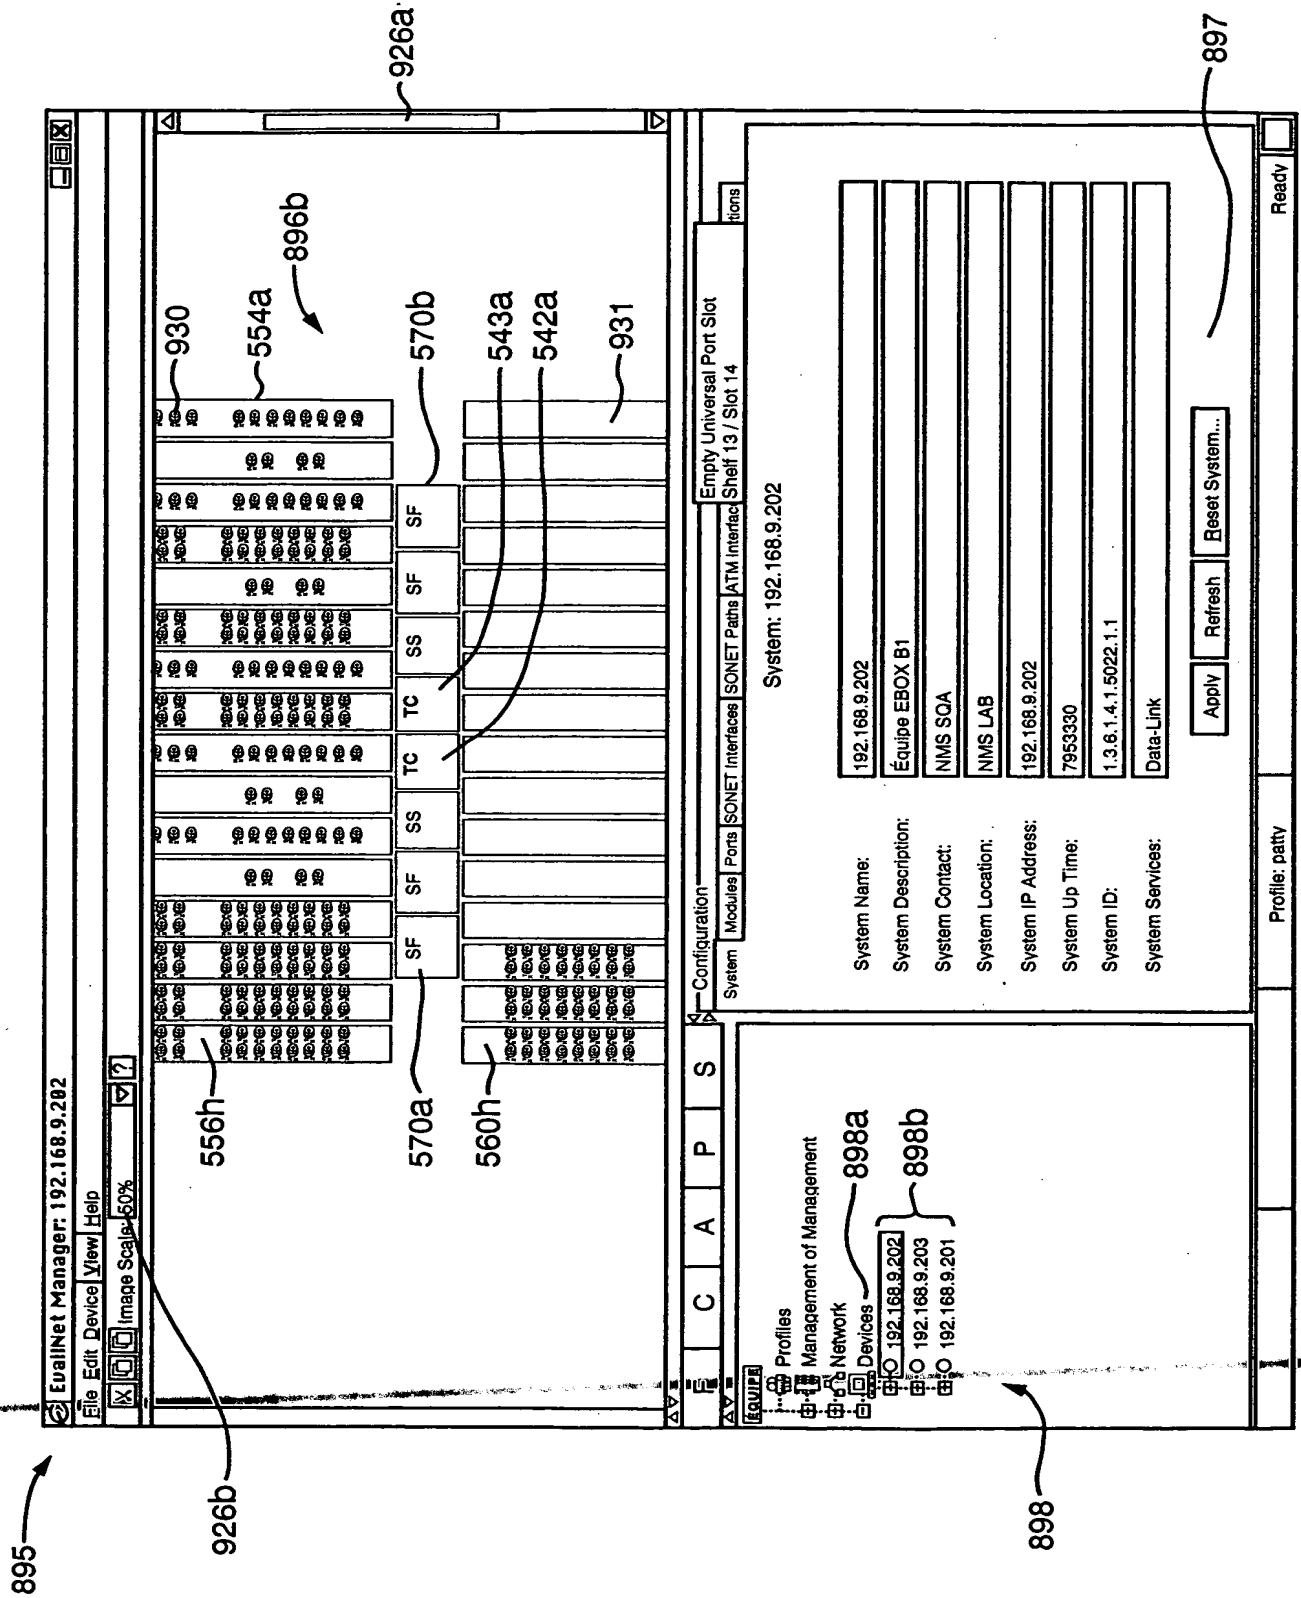 895
EvaliNet Manager: 192.168.9.202
File Edit Device View Help
Image Scale: 50% ?
926b
926a
930
554a
896b
556h
SF SF SS TC TC SS SF SF
570a
570b
543a
542a
560h
931
E C A P S
EQUIPE
Profiles
Management of Management
Network
Devices
192.168.9.202
192.168.9.203
192.168.9.201
898a
898b
898
Configuration
System Modules Ports SONET Interfaces SONET Paths ATM Interfac tions
Empty Universal Port Slot
Shelf 13 / Slot 14
System: 192.168.9.202
System Name: 192.168.9.202
System Description: Équipe EBOX B1
System Contact: NMS SQA
System Location: NMS LAB
System IP Address: 192.168.9.202
System Up Time: 7953330
System ID: 1.3.6.1.4.1.5022.1.1
System Services: Data-Link
Apply Refresh Reset System...
897
Profile: patty
Ready